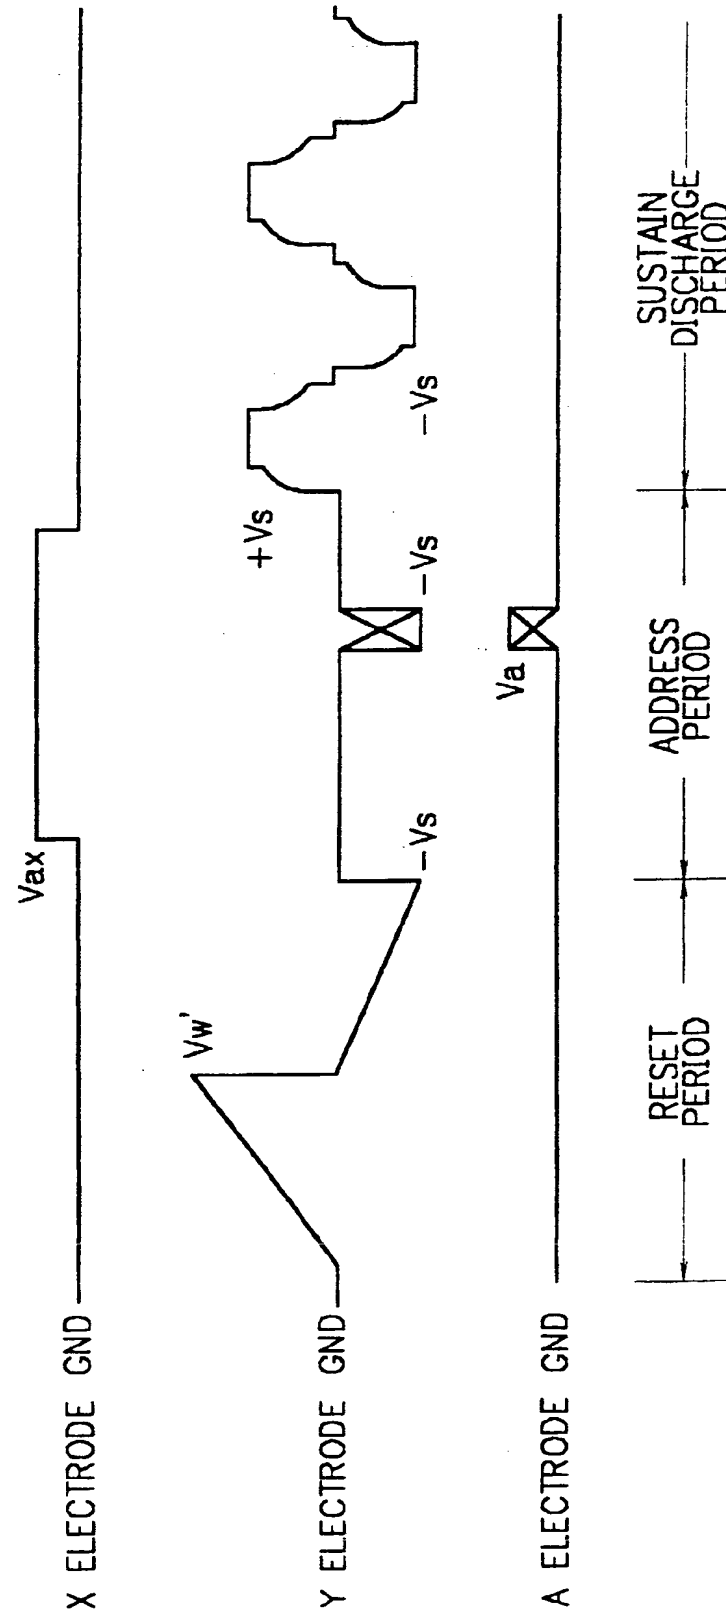 X ELECTRODE GND
Vax
Y ELECTRODE GND
Vw'
−Vs
−Vs
+Vs
−Vs
A ELECTRODE GND
Va
RESET
PERIOD
ADDRESS
PERIOD
SUSTAIN
DISCHARGE
PERIOD